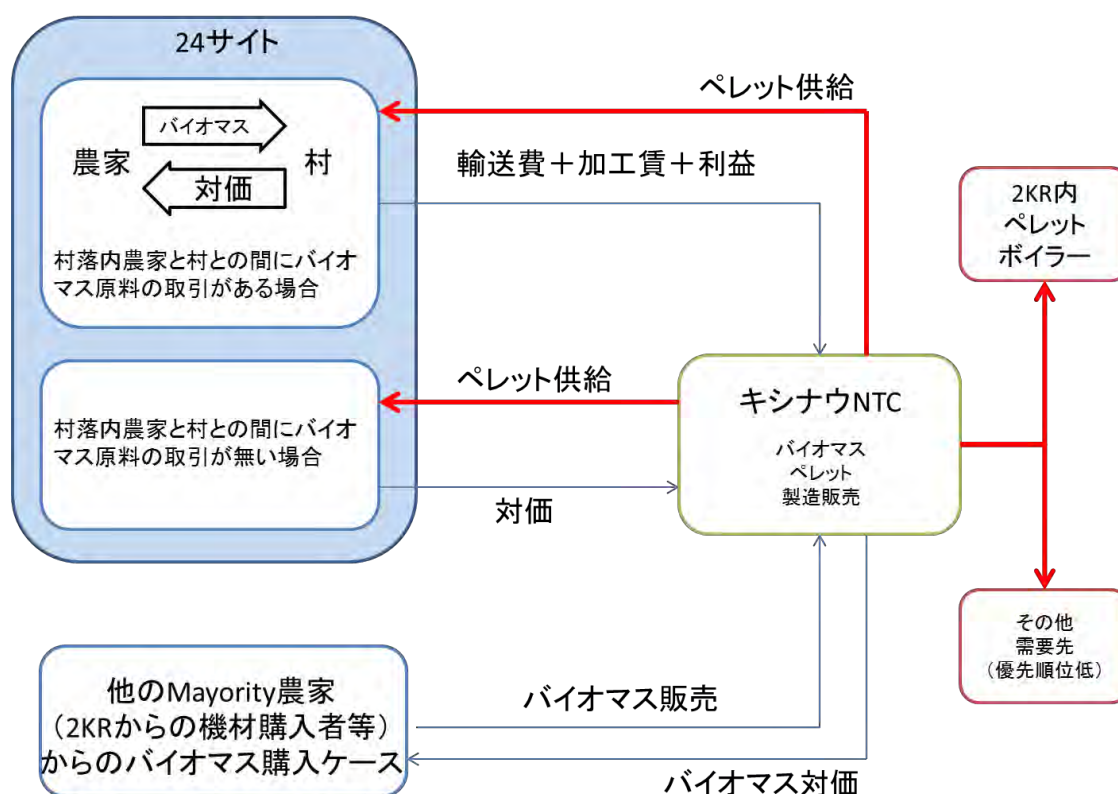 24サイト
バイオマス
農家
村
対価
村落内農家と村との間にバイオ
マス原料の取引がある場合
村落内農家と村との間にバイオ
マス原料の取引が無い場合
ペレット供給
輸送費＋加工賃＋利益
ペレット供給
対価
キシナウNTC
バイオマス
ペレット
製造販売
2KR内
ペレット
ボイラー
その他
需要先
（優先順位低）
他のMayority農家
（2KRからの機材購入者等）
からのバイオマス購入ケース
バイオマス販売
バイオマス対価